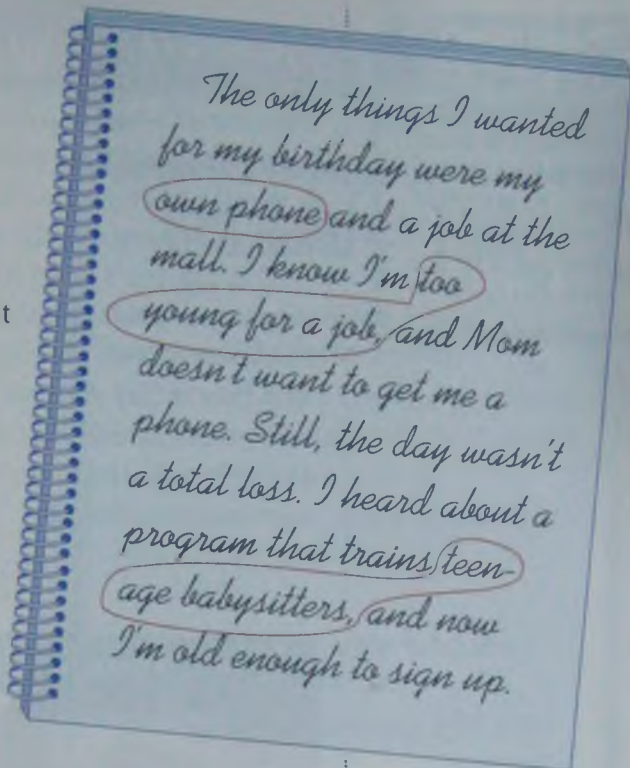 The only things I wanted
for my birthday were my
own phone and a job at the
mall. I know I'm too
young for a job, and Mom
doesn't want to get me a
phone. Still, the day wasn't
a total loss. I heard about a
program that trains teen-
age babysitters, and now
I'm old enough to sign up.
t